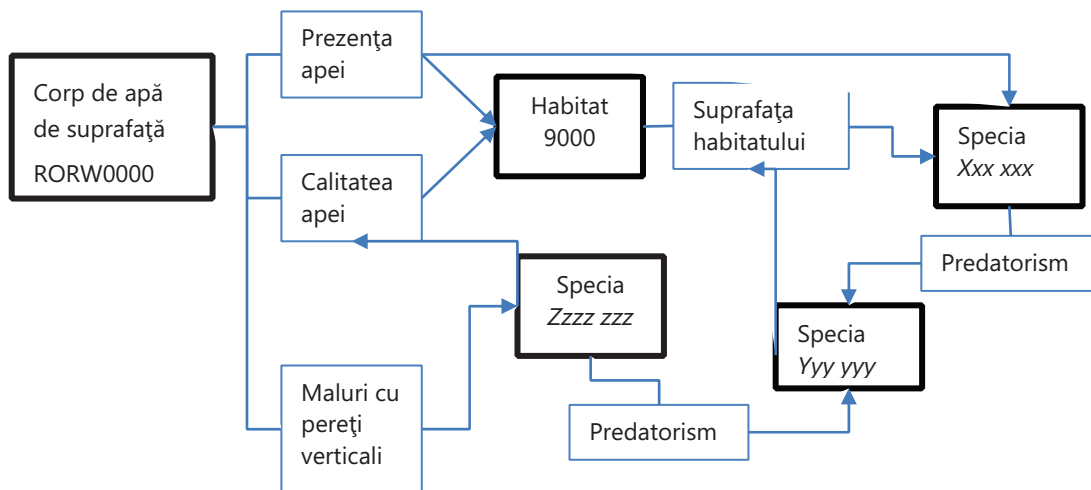 Corp de apă
de suprafaţă
RORW0000
Prezenţa
apei
Calitatea
apei
Maluri cu
pereţi
verticali
Habitat
9000
Specia
Zzzz zzz
Predatorism
Suprafaţa
habitatului
Specia
Xxx xxx
Predatorism
Specia
Yyy yyy